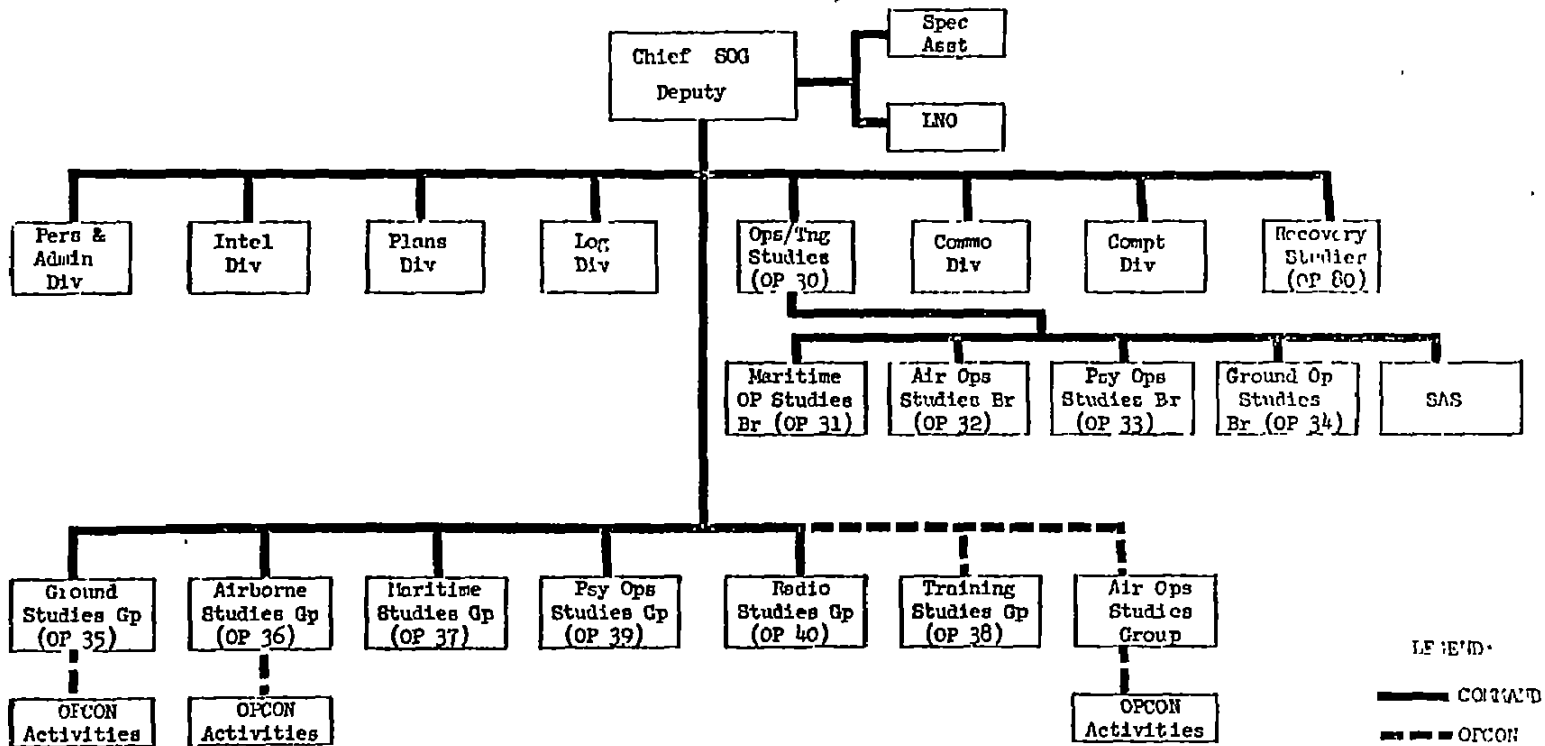 Spec
Asst
Chief SOG
Deputy
LNO
Pers &
Admin
Div
Intel
Div
Plans
Div
Log
Div
Ops/Tng
Studies
(OP 30)
Commo
Div
Compt
Div
Recovery
Studies
(OP 80)
Maritime
OP Studies
Br (OP 31)
Air Ops
Studies Br
(OP 32)
Psy Ops
Studies Br
(OP 33)
Ground Op
Studies
Br (OP 34)
SAS
Ground
Studies Gp
(OP 35)
Airborne
Studies Gp
(OP 36)
Maritime
Studies Gp
(OP 37)
Psy Ops
Studies Gp
(OP 39)
Radio
Studies Gp
(OP 40)
Training
Studies Gp
(OP 38)
Air Ops
Studies
Group
OPCON
Activities
OPCON
Activities
OPCON
Activities
LEGEND:
COMMAND
OPCON